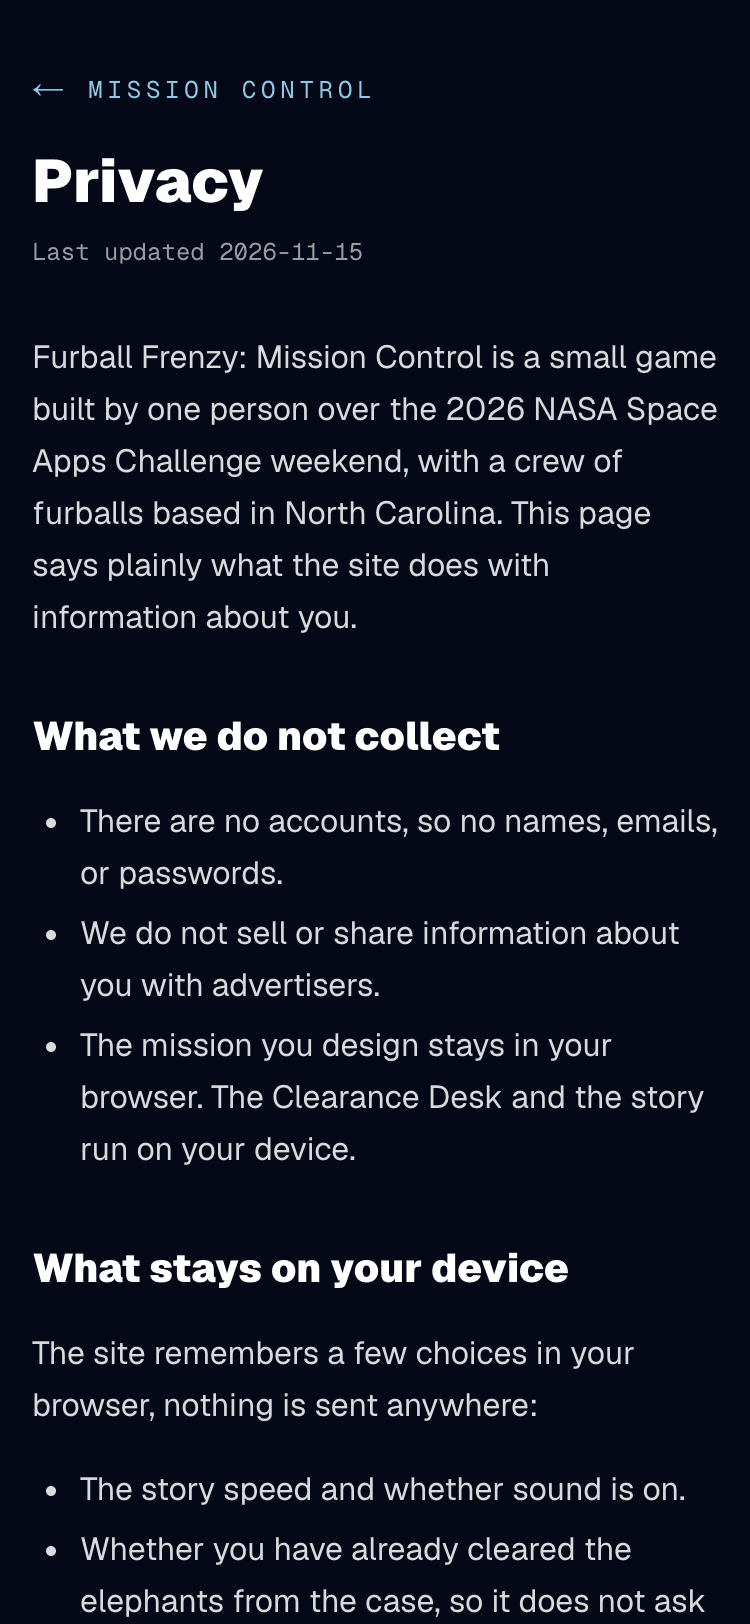 ← MISSION CONTROL
Privacy
Last updated 2026-11-15
Furball Frenzy: Mission Control is a small game
built by one person over the 2026 NASA Space
Apps Challenge weekend, with a crew of
furballs based in North Carolina. This page
says plainly what the site does with
information about you.
What we do not collect
• There are no accounts, so no names, emails,
or passwords.
• We do not sell or share information about
you with advertisers.
• The mission you design stays in your
browser. The Clearance Desk and the story
run on your device.
What stays on your device
The site remembers a few choices in your
browser, nothing is sent anywhere:
• The story speed and whether sound is on.
• Whether you have already cleared the
elephants from the case, so it does not ask